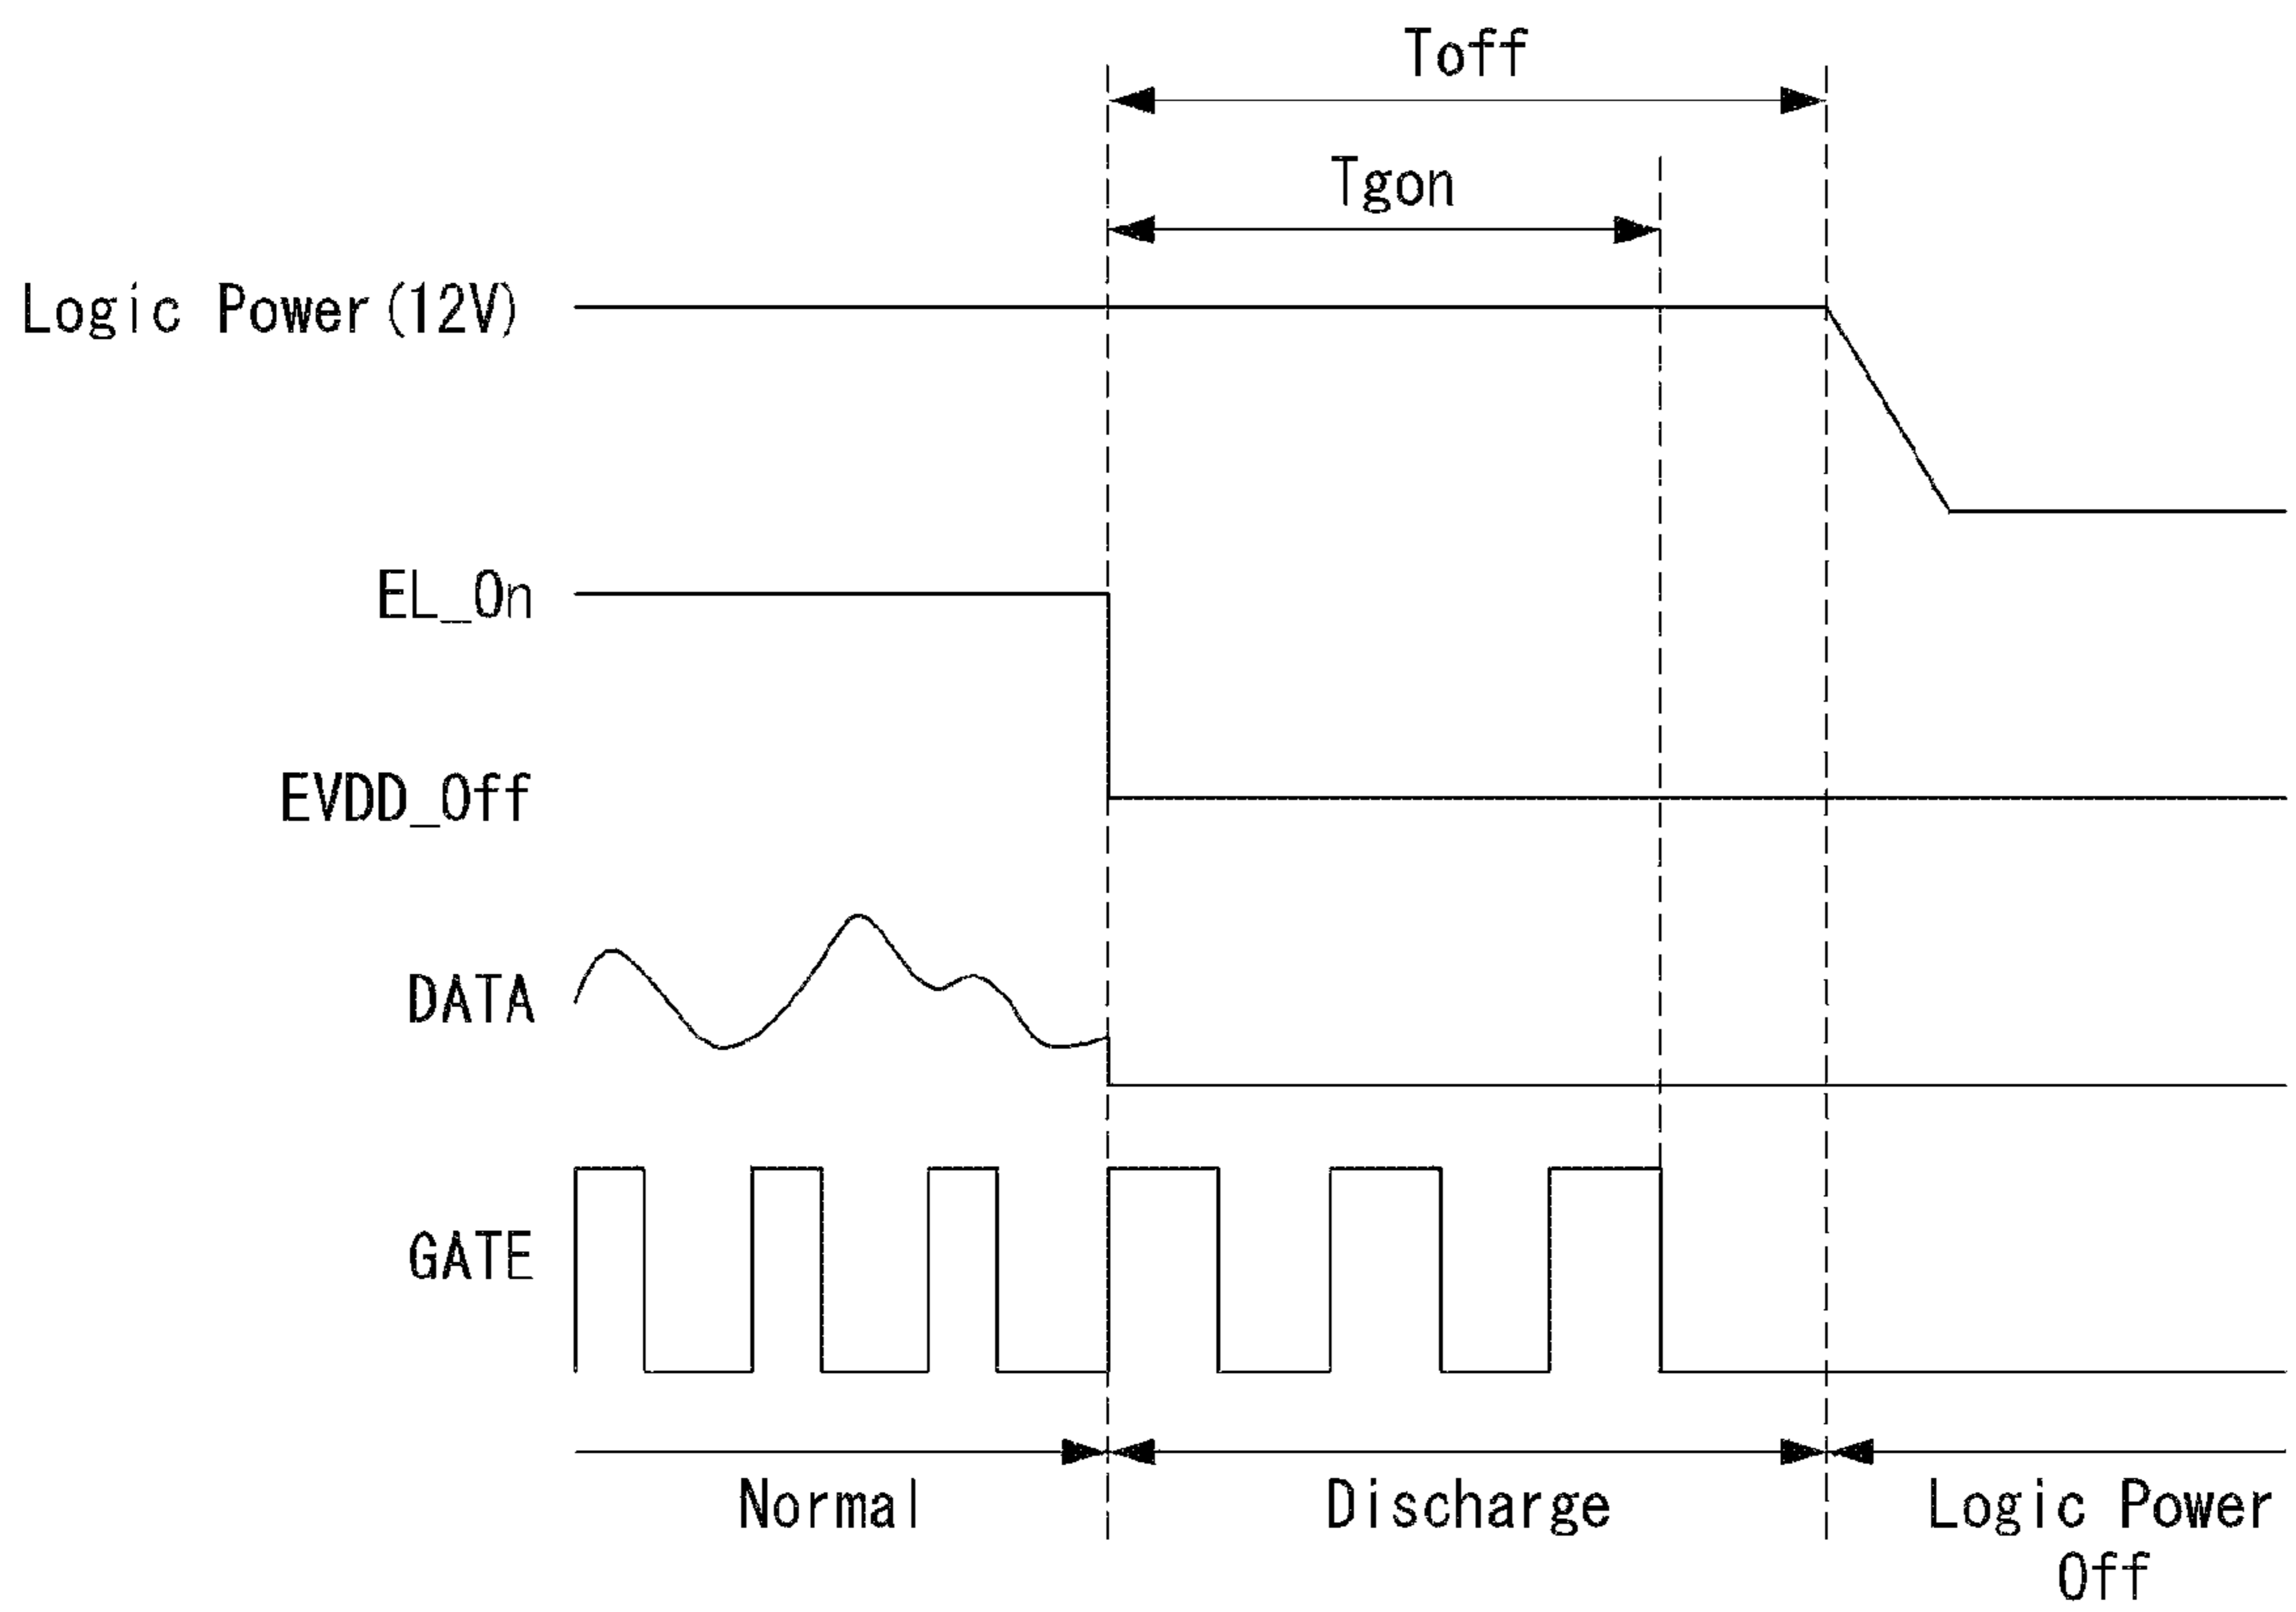 Toff
Tgon
Logic Power(12V)
EL_On
EVDD_Off
DATA
GATE
Normal
Discharge
Logic Power
Off